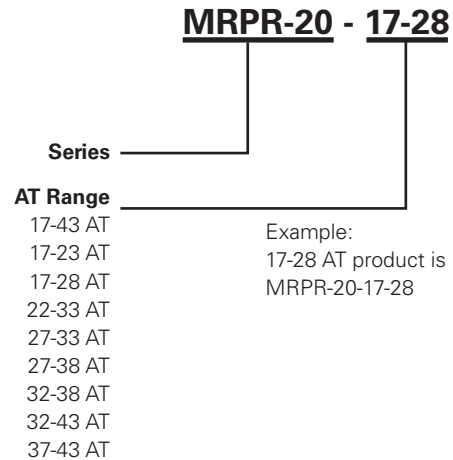 MRPR-20 - 17-28
Series
AT Range
17-43 AT
17-23 AT
17-28 AT
22-33 AT
27-33 AT
27-38 AT
32-38 AT
32-43 AT
37-43 AT
Example:
17-28 AT product is
MRPR-20-17-28